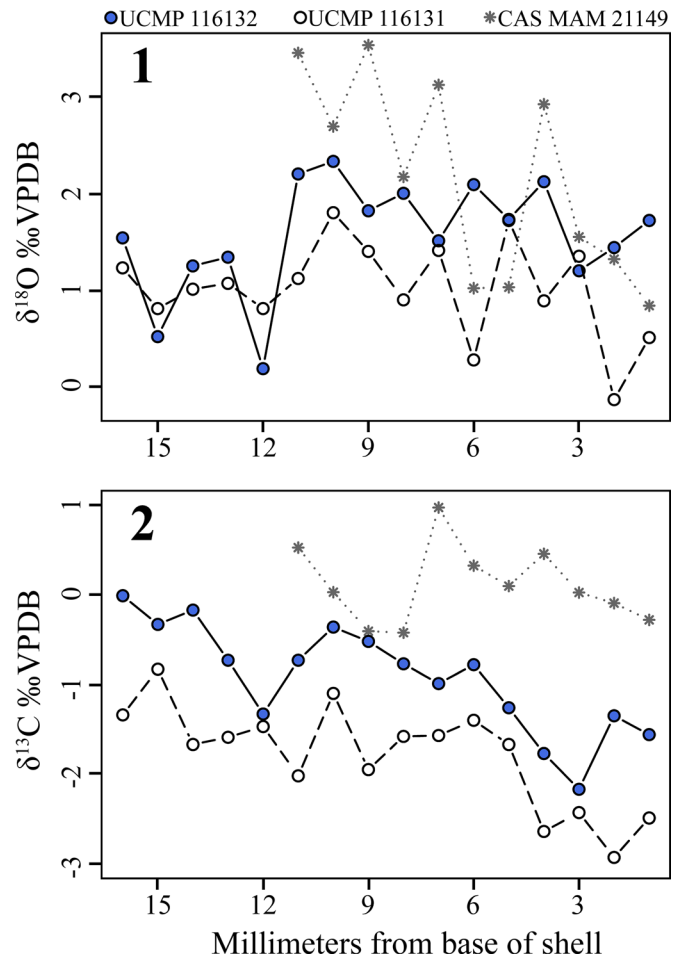 UCMP 116132 UCMP 116131 CAS MAM 21149
1
δ¹⁸O ‰VPDB
3
2
1
0
15 12 9 6 3
2
δ¹³C ‰VPDB
1
0
-1
-2
-3
15 12 9 6 3
Millimeters from base of shell